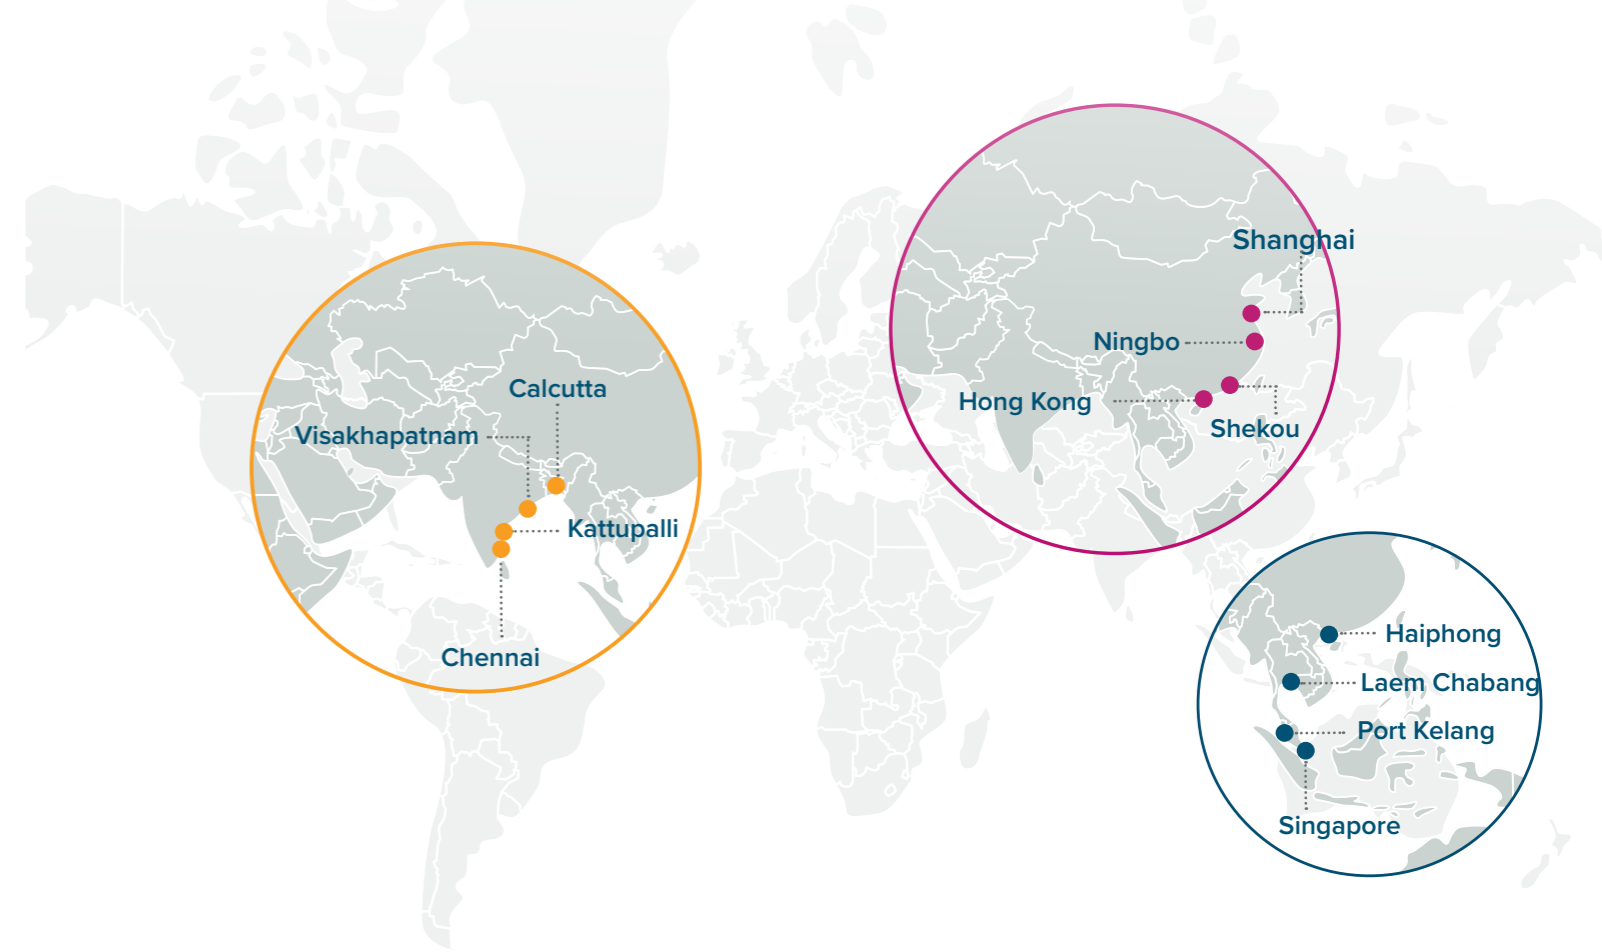 Shanghai
Ningbo
Hong Kong
Shekou
Calcutta
Visakhapatnam
Kattupalli
Chennai
Haiphong
Laem Chabang
Port Kelang
Singapore